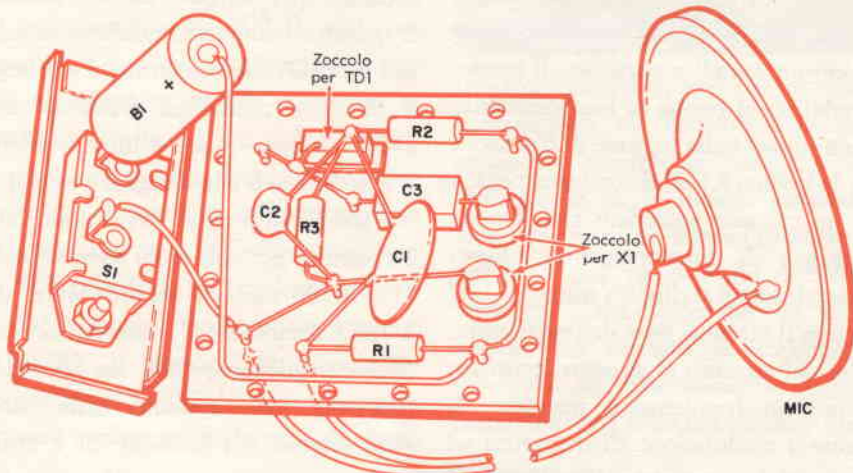 Zoccolo
per TD1
B1
x
R2
C3
C2
R3
C1
Zoccolo
per X1
S1
R1
MIC